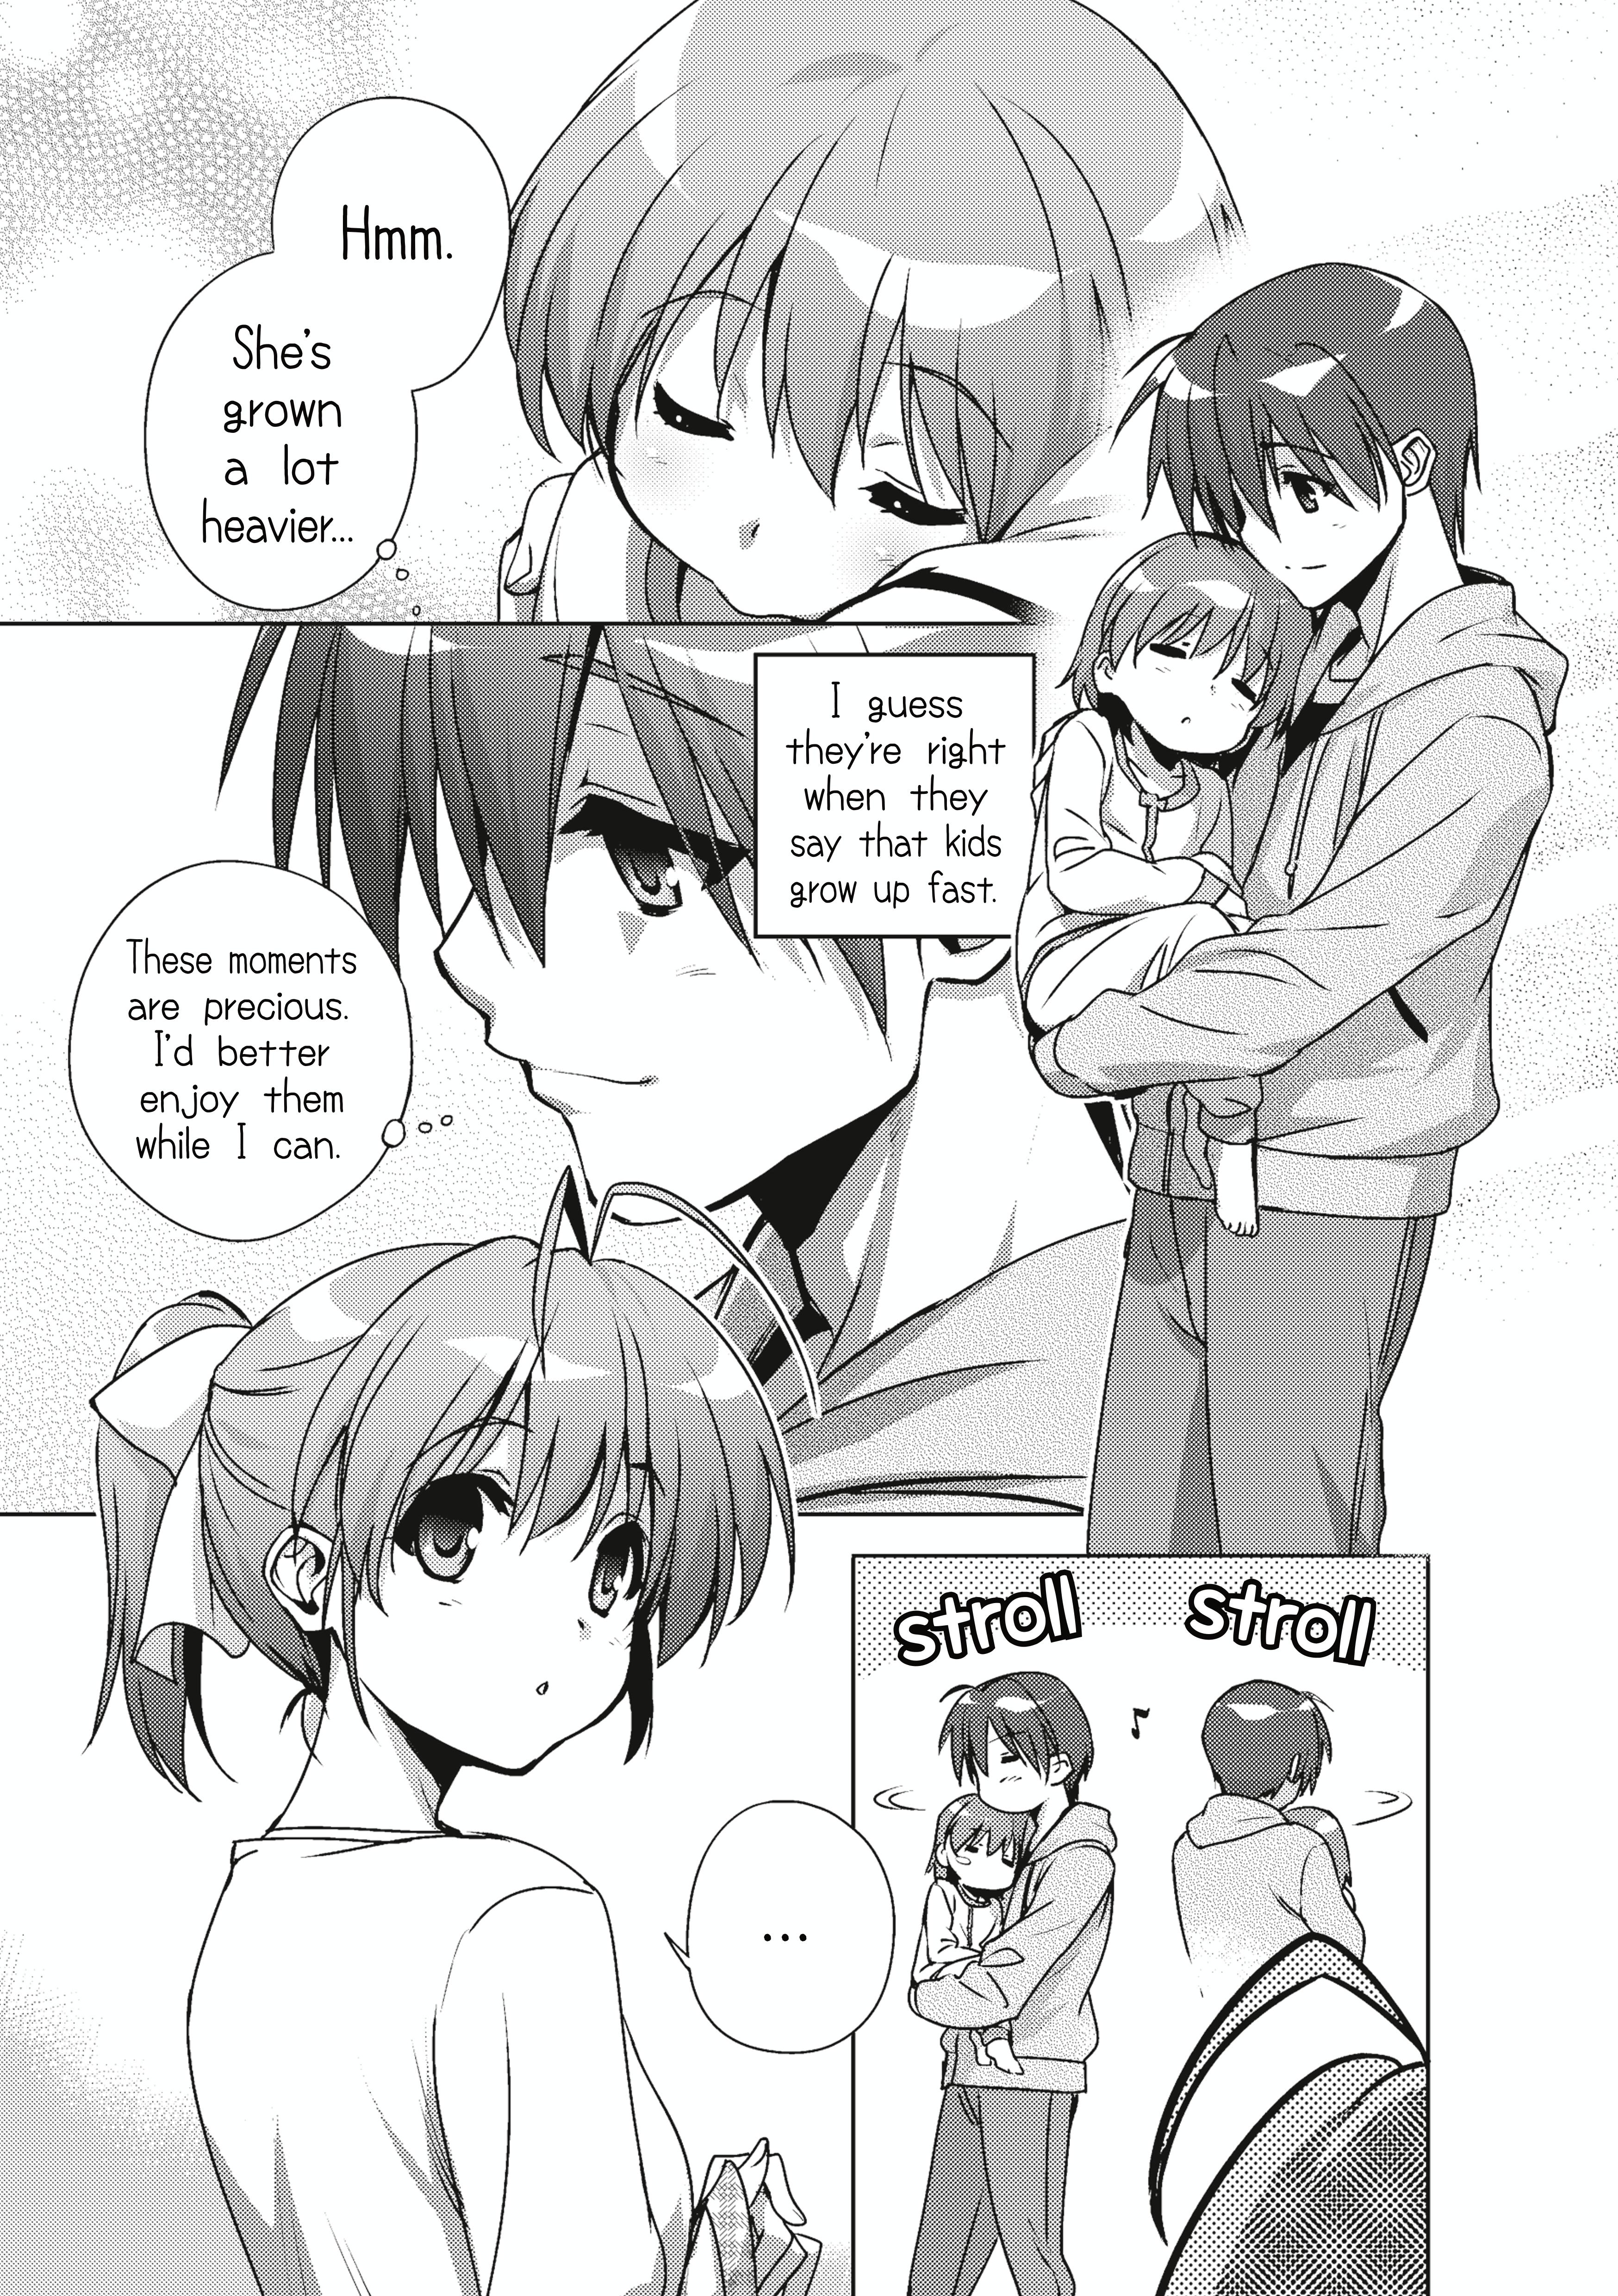 Hmm.
She's
grown
a lot
heavier...
I guess
they're right
when they
say that kids
grow up fast.
These moments
are precious.
I'd better
enjoy them
while I can.
stroll
stroll
...